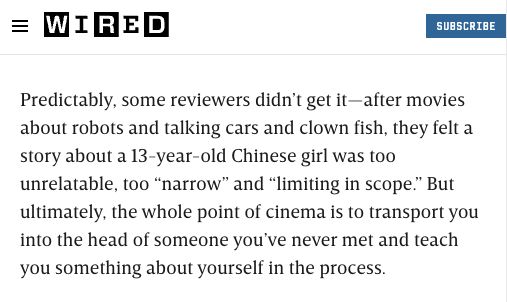 WIRED
SUBSCRIBE
Predictably, some reviewers didn’t get it—after movies
about robots and talking cars and clown fish, they felt a
story about a 13-year-old Chinese girl was too
unrelatable, too “narrow” and “limiting in scope.” But
ultimately, the whole point of cinema is to transport you
into the head of someone you’ve never met and teach
you something about yourself in the process.